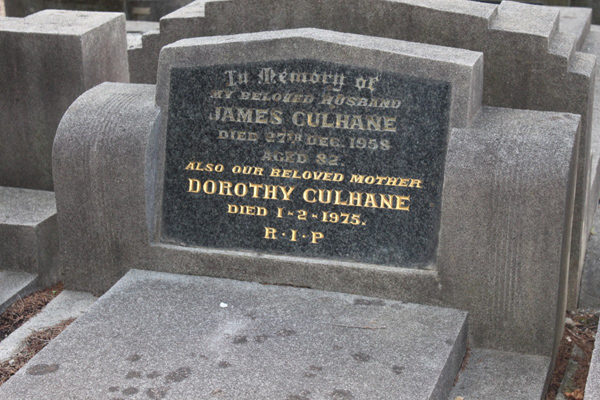 In Memory of
MY BELOVED HUSBAND
JAMES CULHANE
DIED 27TH DEC. 1958
AGED 82.
ALSO OUR BELOVED MOTHER
DOROTHY CULHANE
DIED 1-2-1975.
R·I·P